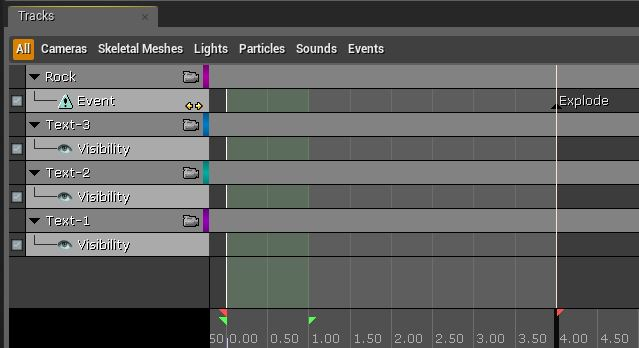 Tracks
All Cameras Skeletal Meshes Lights Particles Sounds Events
Rock
Event Explode
Text-3
Visibility
Text-2
Visibility
Text-1
Visibility
50 0.00 0.50 1.00 1.50 2.00 2.50 3.00 3.50 4.00 4.50